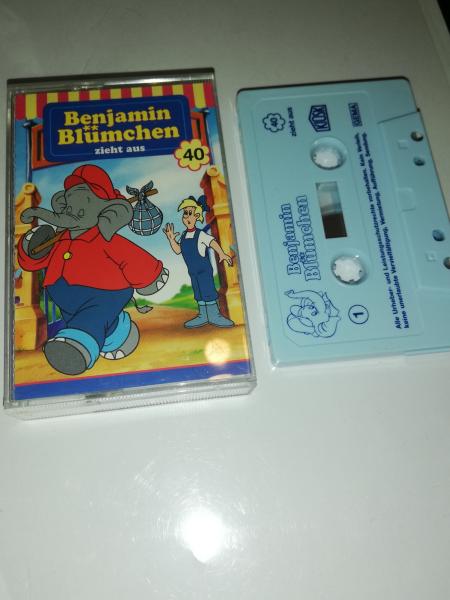 Benjamin
Blümchen
zieht aus
40
40
zieht aus
KIDDINX
GEMA
Benjamin
Blümchen
1
Alle Urheber- und Leistungsschutzrechte vorbehalten. Kein Verleih,
keine unerlaubte Vervielfältigung, Vermietung, Aufführung, Sendung.